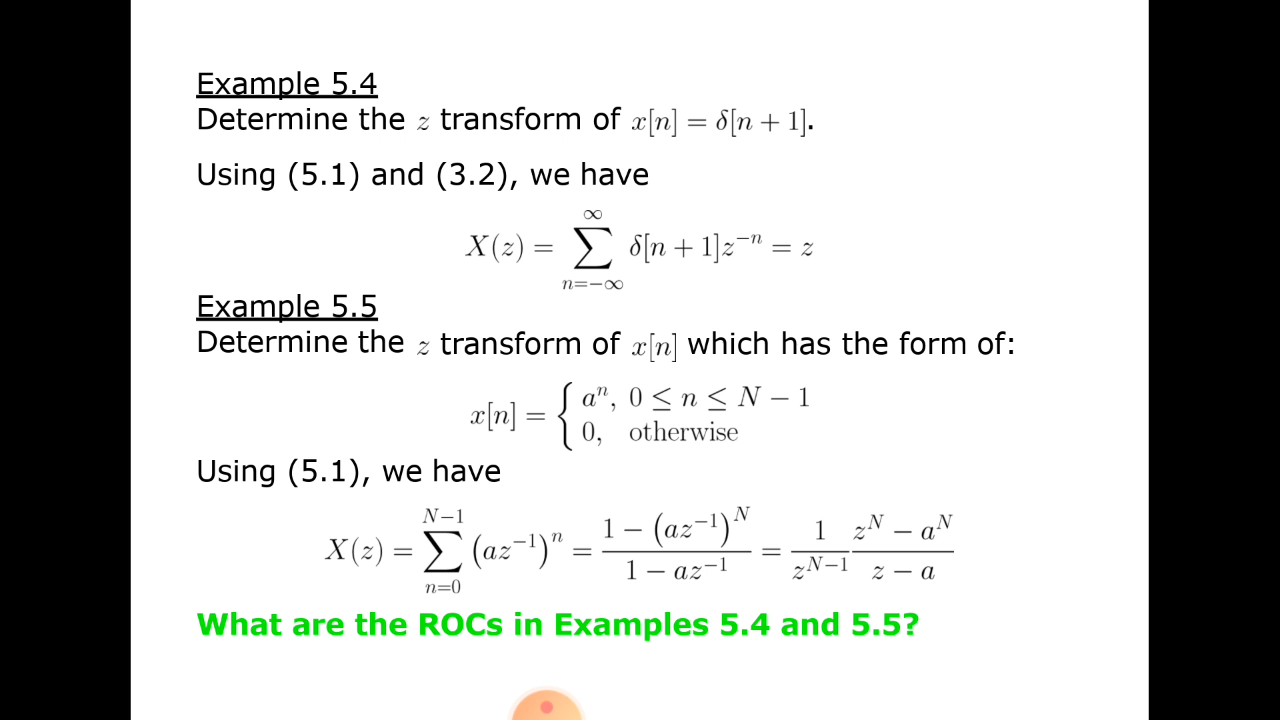 Example 5.4
Determine the z transform of x[n] = δ[n + 1].
Using (5.1) and (3.2), we have
X(z) = ∑_{n=−∞}^{∞} δ[n + 1]z^{−n} = z
Example 5.5
Determine the z transform of x[n] which has the form of:
x[n] = { a^n, 0 ≤ n ≤ N − 1
0, otherwise
Using (5.1), we have
X(z) = ∑_{n=0}^{N−1} (az^{−1})^n = \frac{1 − (az^{−1})^N}{1 − az^{−1}} = \frac{1}{z^{N−1}} \frac{z^N − a^N}{z − a}
What are the ROCs in Examples 5.4 and 5.5?